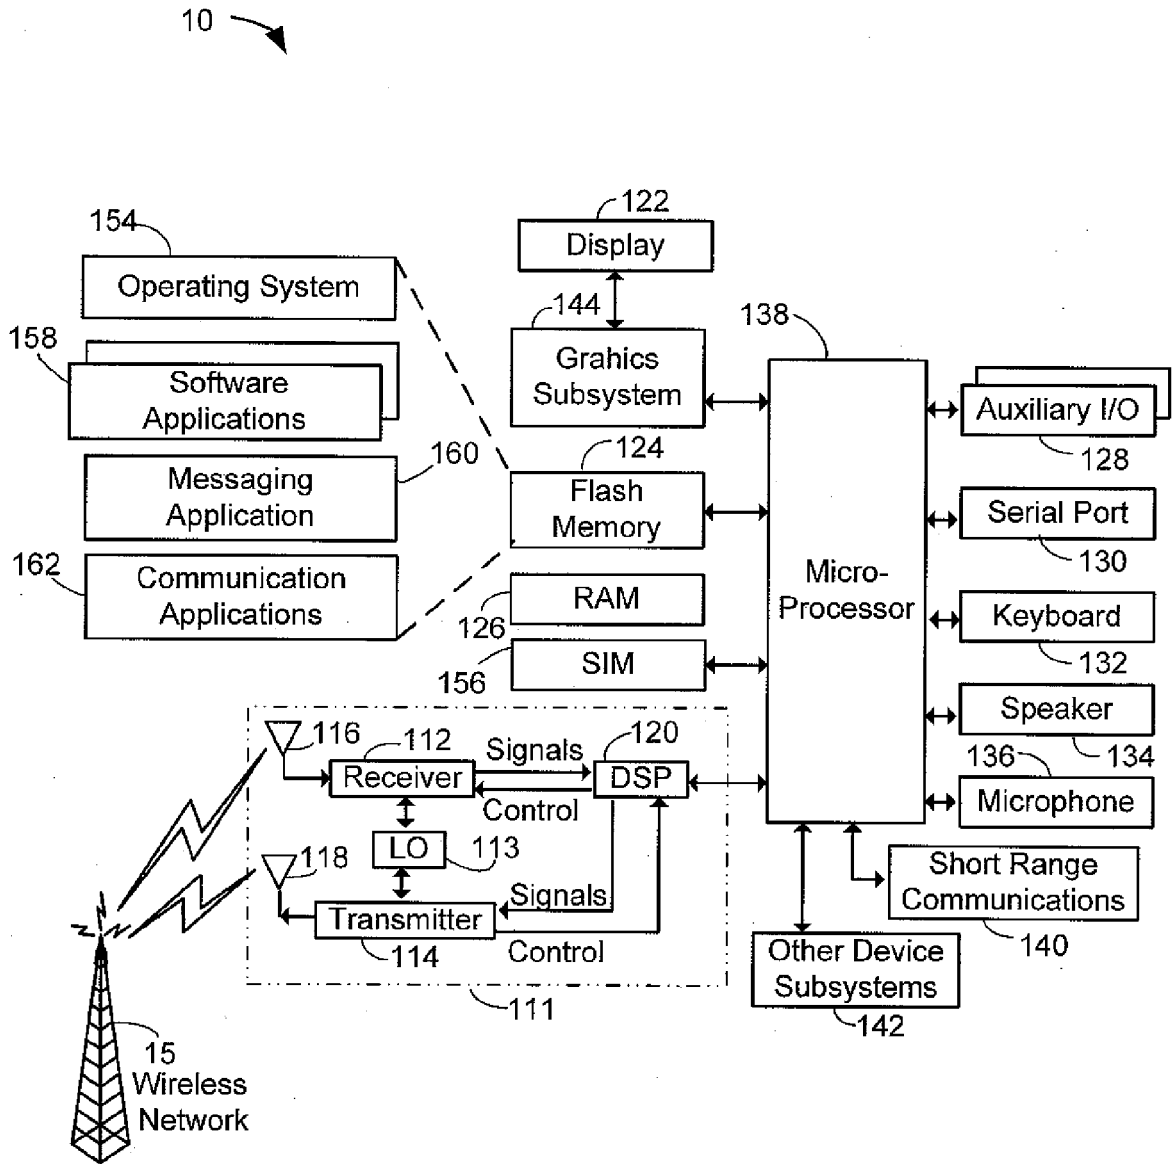 10
154
Operating System
158
Software
Applications
160
Messaging
Application
162
Communication
Applications
122
Display
144
Grahics
Subsystem
124
Flash
Memory
RAM
126
SIM
156
138
Micro-
Processor
Auxiliary I/O
128
Serial Port
130
Keyboard
132
Speaker
134
136
Microphone
Short Range
Communications
140
Other Device
Subsystems
142
116
112
Receiver
Signals
120
DSP
Control
LO
113
118
Signals
Transmitter
114
Control
111
15
Wireless
Network